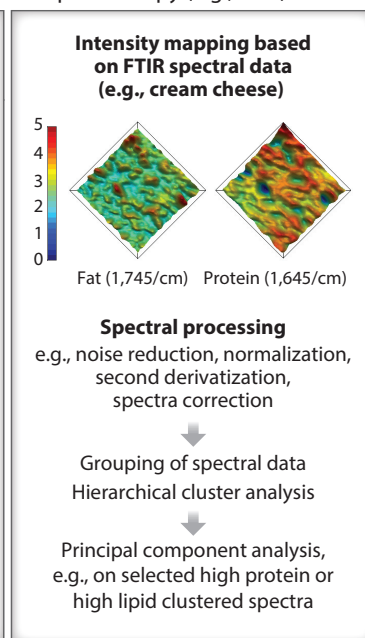 Intensity mapping based
on FTIR spectral data
(e.g., cream cheese)
5
4
3
2
1
0
Fat (1,745/cm) Protein (1,645/cm)
Spectral processing
e.g., noise reduction, normalization,
second derivatization,
spectra correction
Grouping of spectral data
Hierarchical cluster analysis
Principal component analysis,
e.g., on selected high protein or
high lipid clustered spectra